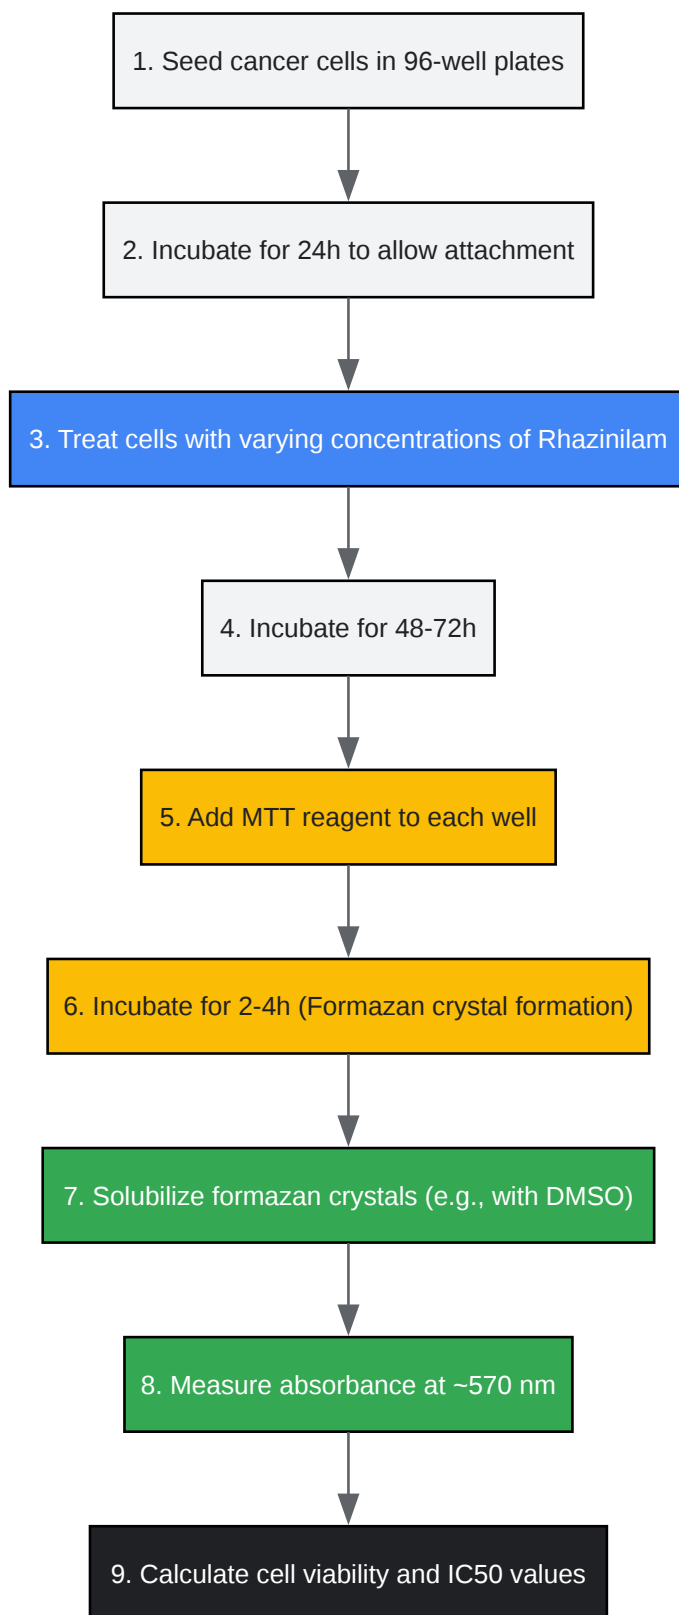 1. Seed cancer cells in 96-well plates
2. Incubate for 24h to allow attachment
3. Treat cells with varying concentrations of Rhazinilam
4. Incubate for 48-72h
5. Add MTT reagent to each well
6. Incubate for 2-4h (Formazan crystal formation)
7. Solubilize formazan crystals (e.g., with DMSO)
8. Measure absorbance at ~570 nm
9. Calculate cell viability and IC50 values